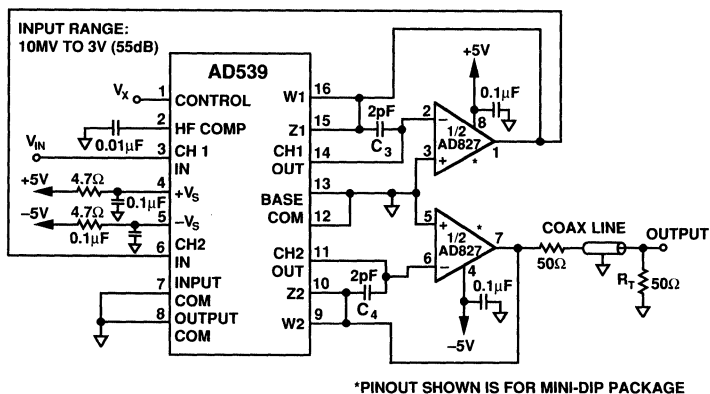 INPUT RANGE:
10MV TO 3V (55dB)
AD539
VX
1
CONTROL
2
HF COMP
0.01µF
VIN
3
CH 1
IN
+5V
4.7Ω
4
+VS
0.1µF
–5V
4.7Ω
5
–VS
0.1µF
6
CH2
IN
7
INPUT
COM
8
OUTPUT
COM
16
W1
15
Z1
2pF
C3
14
CH1
OUT
13
BASE
COM
12
11
CH2
OUT
10
Z2
2pF
C4
9
W2
+5V
0.1µF
8
2
–
1/2
AD827
*
1
3
+
5
+
*
1/2
AD827
7
6
–
4
0.1µF
–5V
50Ω
COAX LINE
OUTPUT
RT
50Ω
*PINOUT SHOWN IS FOR MINI-DIP PACKAGE